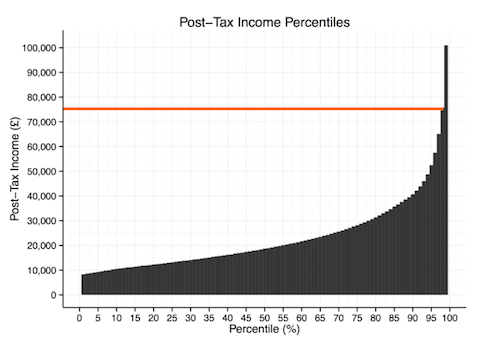 Post-Tax Income Percentiles
Post-Tax Income (£)
100,000
90,000
80,000
70,000
60,000
50,000
40,000
30,000
20,000
10,000
0
0 5 10 15 20 25 30 35 40 45 50 55 60 65 70 75 80 85 90 95 100
Percentile (%)